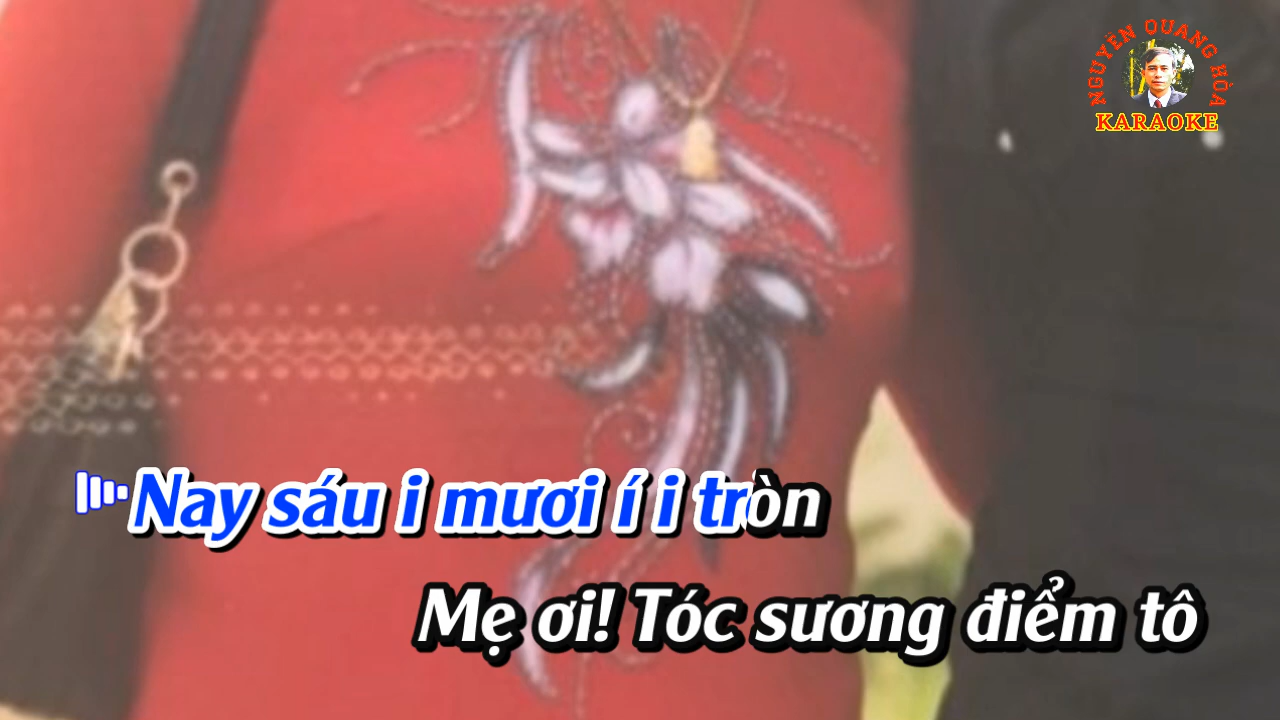 NGUYỄN QUANG HÒA
KARAOKE
Nay sáu i mươi í i tròn
Mẹ ơi! Tóc sương điểm tô